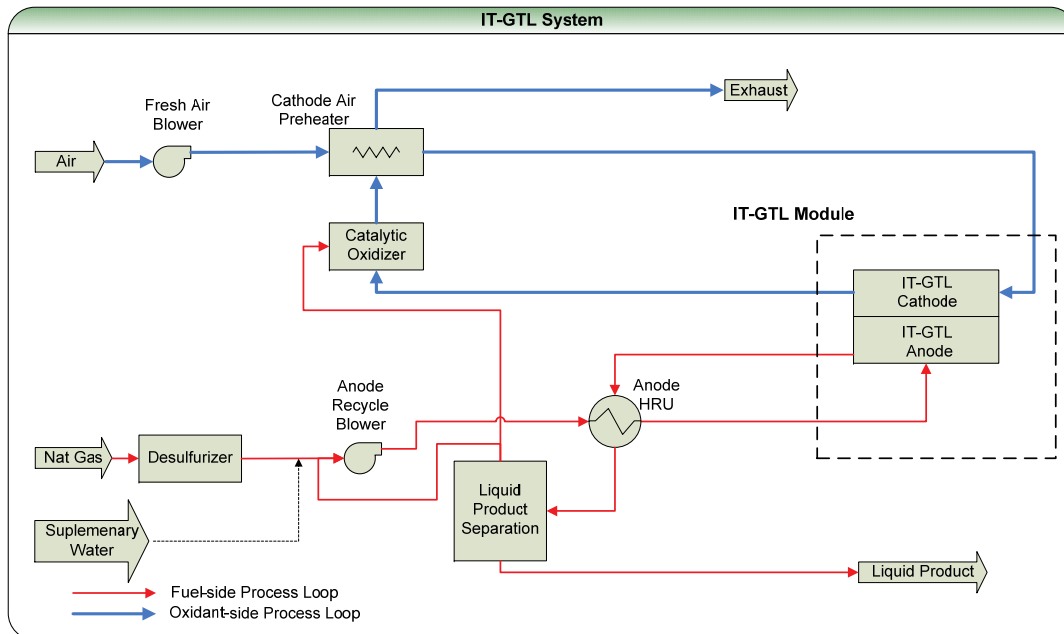 IT-GTL System
Exhaust
Fresh Air
Blower
Cathode Air
Preheater
Air
IT-GTL Module
Catalytic
Oxidizer
IT-GTL
Cathode
IT-GTL
Anode
Anode
Recycle
Blower
Anode
HRU
Nat Gas
Desulfurizer
Liquid
Product
Separation
Suplemenary
Water
Liquid Product
Fuel-side Process Loop
Oxidant-side Process Loop